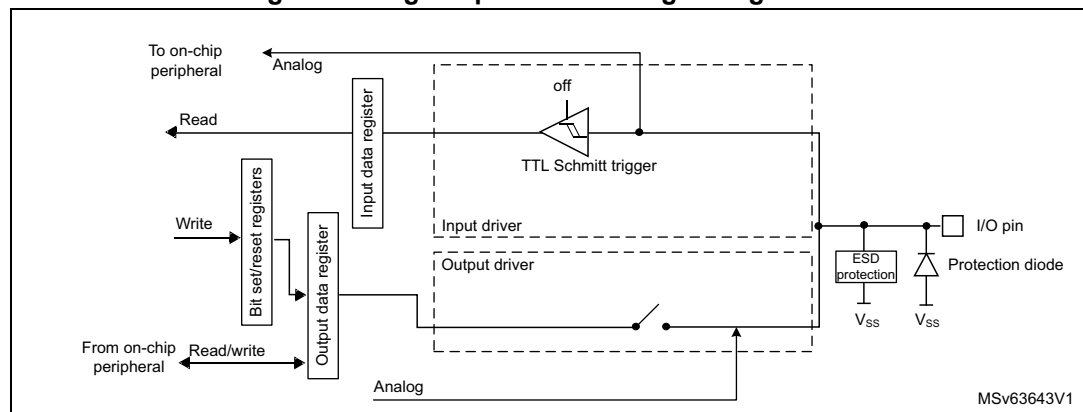 To on-chip
peripheral
Analog
off
Read
Input data register
TTL Schmitt trigger
Bit set/reset registers
Write
Input driver
I/O pin
Output data register
Output driver
ESD
protection
Protection diode
VSS
VSS
From on-chip
peripheral
Read/write
Analog
MSv63643V1